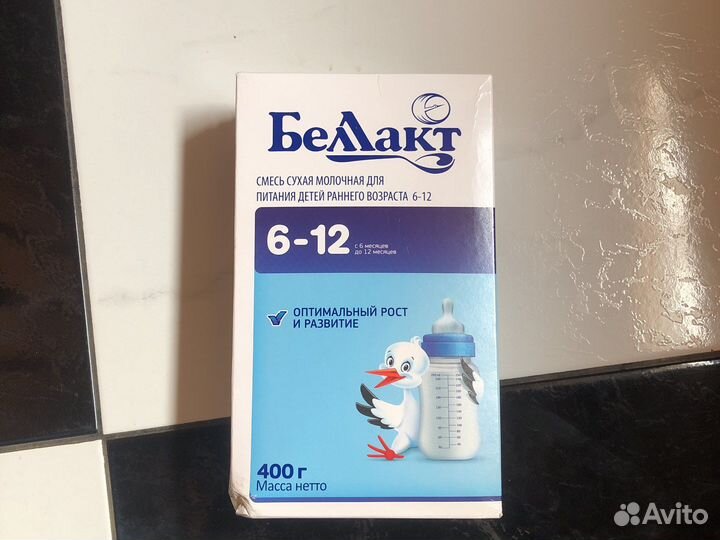 Беллакт
СМЕСЬ СУХАЯ МОЛОЧНАЯ ДЛЯ
ПИТАНИЯ ДЕТЕЙ РАННЕГО ВОЗРАСТА 6-12
6-12
с 6 месяцев
до 12 месяцев
ОПТИМАЛЬНЫЙ РОСТ
И РАЗВИТИЕ
400 г
Масса нетто
Avito